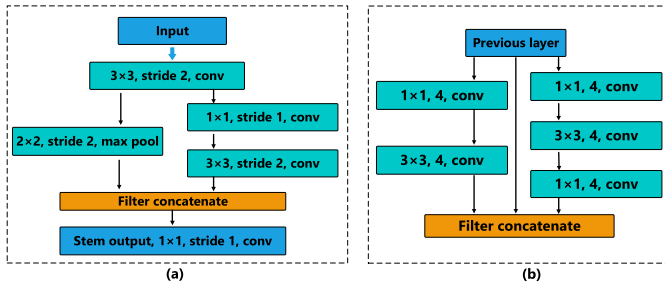 Input
3×3, stride 2, conv
1×1, stride 1, conv
2×2, stride 2, max pool
3×3, stride 2, conv
Filter concatenate
Stem output, 1×1, stride 1, conv
(a)
Previous layer
1×1, 4, conv
3×3, 4, conv
1×1, 4, conv
3×3, 4, conv
1×1, 4, conv
Filter concatenate
(b)